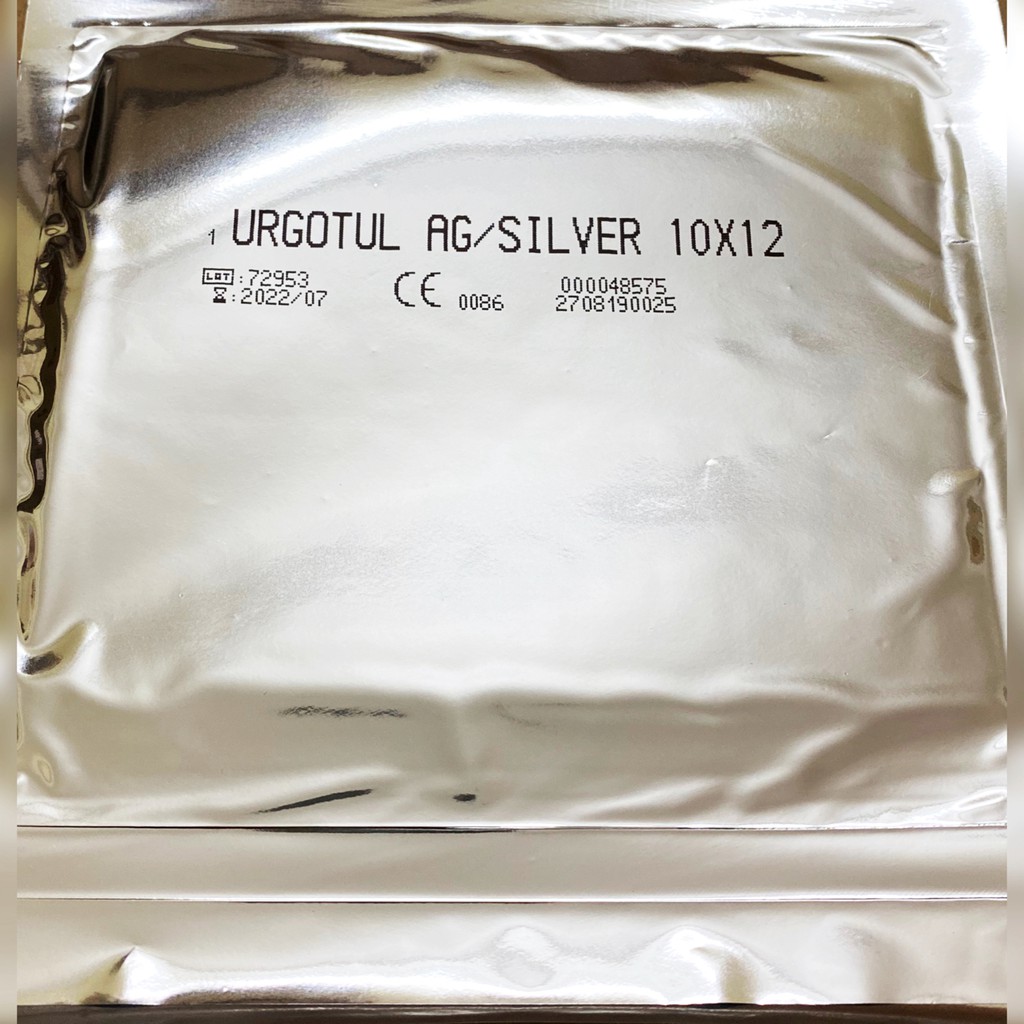 1 URGOTUL AG/SILVER 10X12
LOT:72953
:2022/07
CE 0086
000048575
2708190025